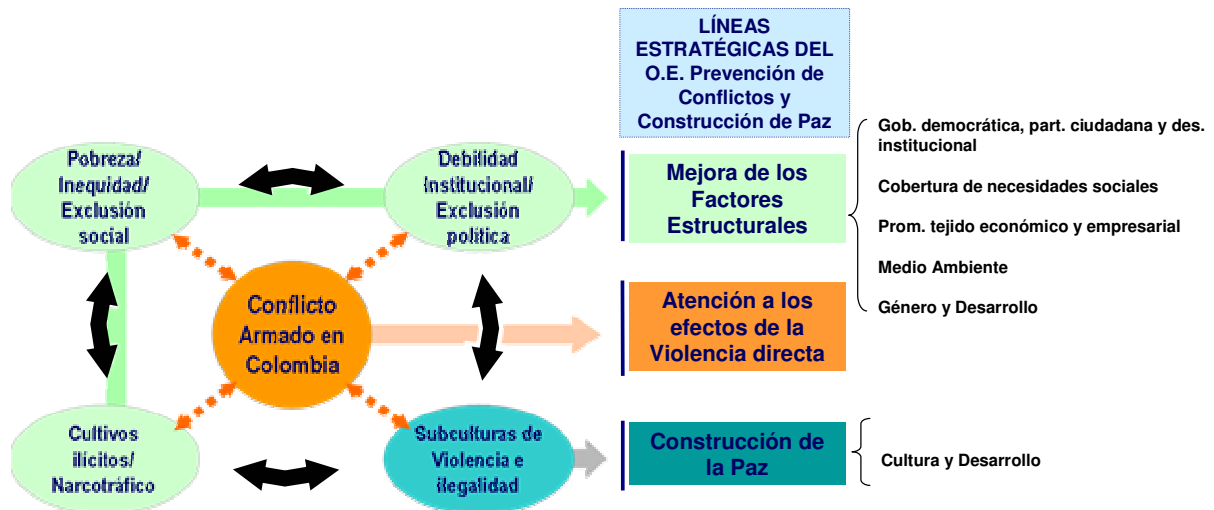 LÍNEAS
ESTRATÉGICAS DEL
O.E. Prevención de
Conflictos y
Construcción de Paz
Pobreza/
Inequidad/
Exclusión
social
Debilidad
Institucional/
Exclusión
política
Mejora de los
Factores
Estructurales
Gob. democrática, part. ciudadana y des.
institucional
Cobertura de necesidades sociales
Prom. tejido económico y empresarial
Medio Ambiente
Género y Desarrollo
Conflicto
Armado en
Colombia
Atención a los
efectos de la
Violencia directa
Cultivos
ilícitos/
Narcotráfico
Subculturas de
Violencia e
ilegalidad
Construcción de
la Paz
Cultura y Desarrollo